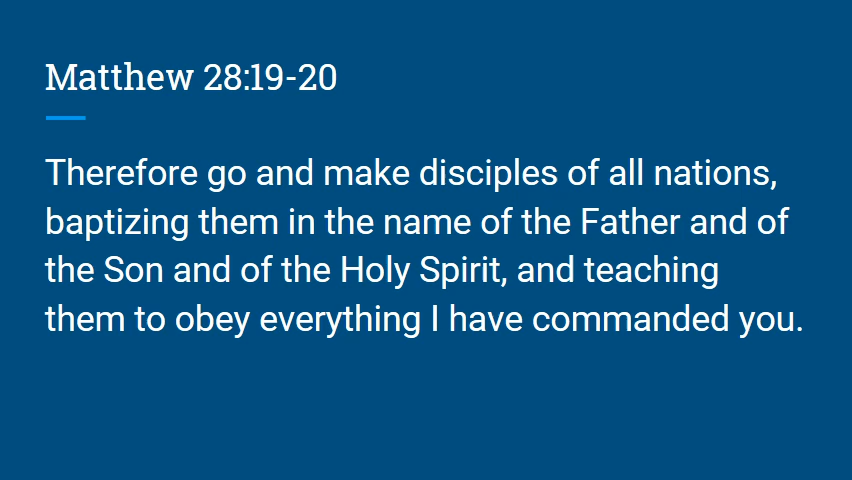 Matthew 28:19-20
Therefore go and make disciples of all nations,
baptizing them in the name of the Father and of
the Son and of the Holy Spirit, and teaching
them to obey everything I have commanded you.